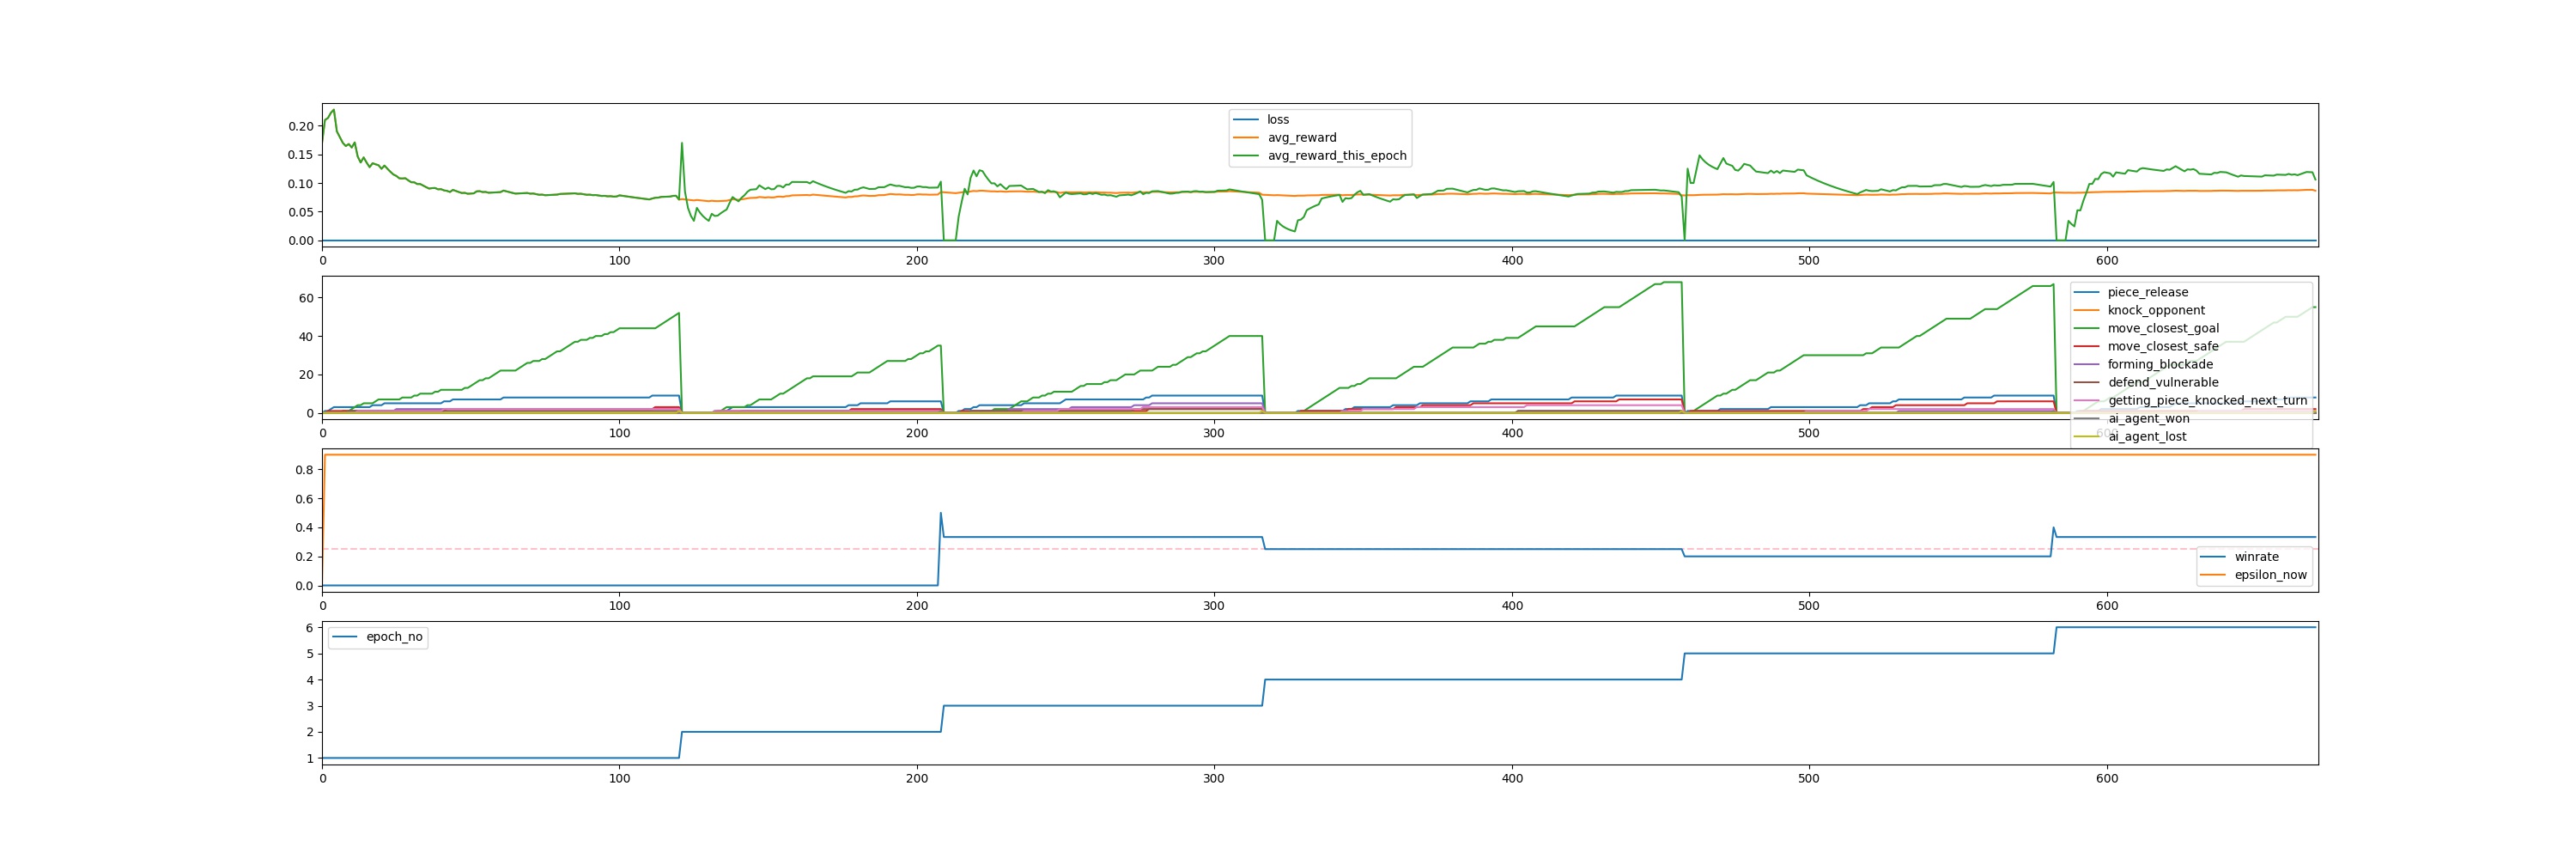 0.20
0.15
0.10
0.05
0.00
loss
avg_reward
avg_reward_this_epoch
0 100 200 300 400 500 600
60
40
20
0
piece_release
knock_opponent
move_closest_goal
move_closest_safe
forming_blockade
defend_vulnerable
getting_piece_knocked_next_turn
ai_agent_won
ai_agent_lost
0 100 200 300 400 500 600
0.8
0.6
0.4
0.2
0.0
winrate
epsilon_now
0 100 200 300 400 500 600
6
5
4
3
2
1
epoch_no
0 100 200 300 400 500 600